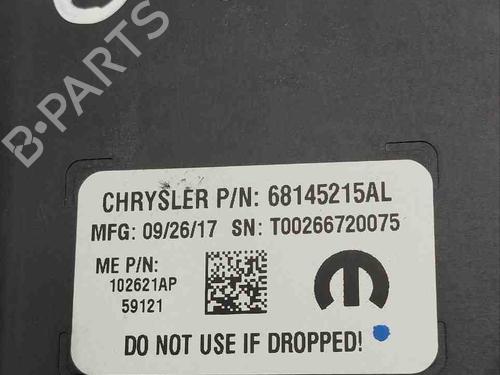 B-PARTS
CHRYSLER P/N: 68145215AL
MFG: 09/26/17 SN: T00266720075
ME P/N:
102621AP
59121
DO NOT USE IF DROPPED!